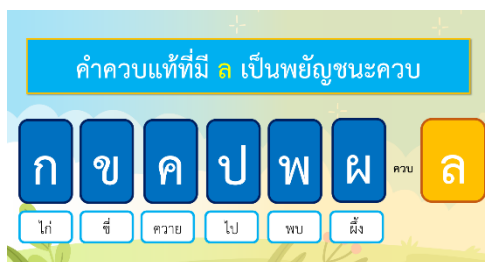 คำควบแท้ที่มี ล เป็นพยัญชนะควบ
ก ข ค ป พ ผ ควบ ล
ไก่ ขี่ ควาย ไป พบ ผึ้ง